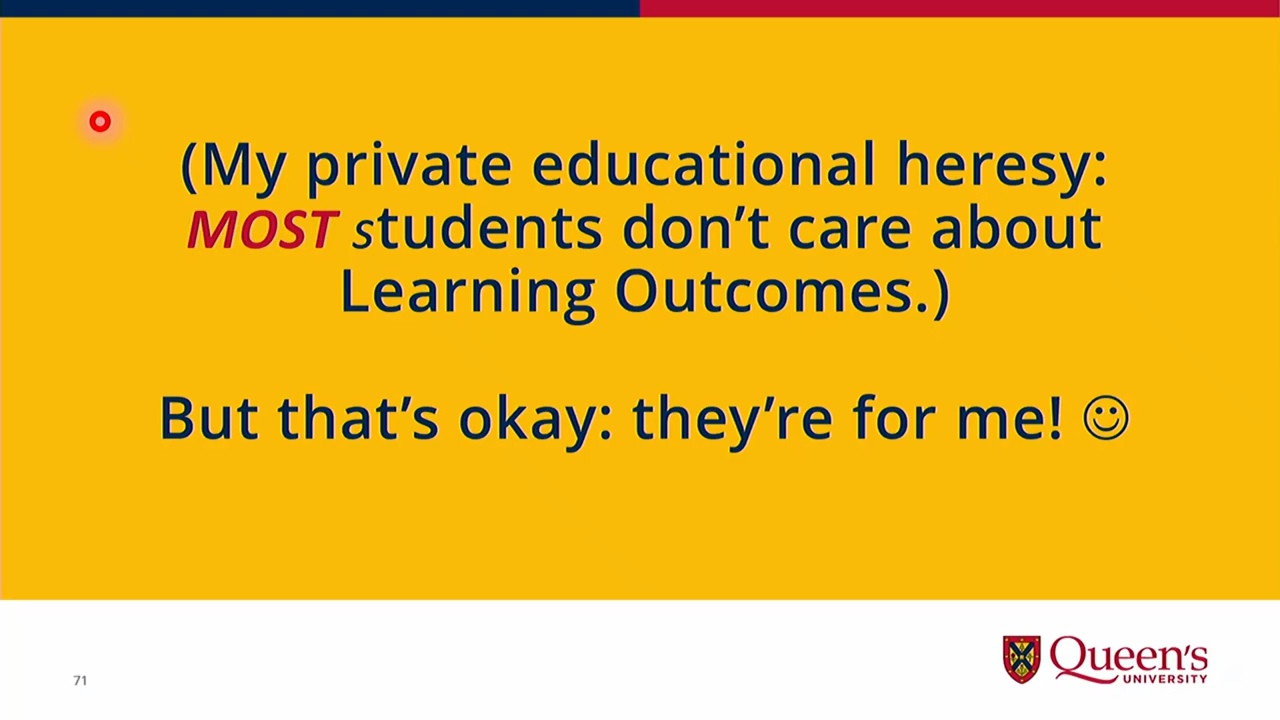 (My private educational heresy:
MOST students don’t care about
Learning Outcomes.)
But that’s okay: they’re for me! ☺
71
Queen's
UNIVERSITY